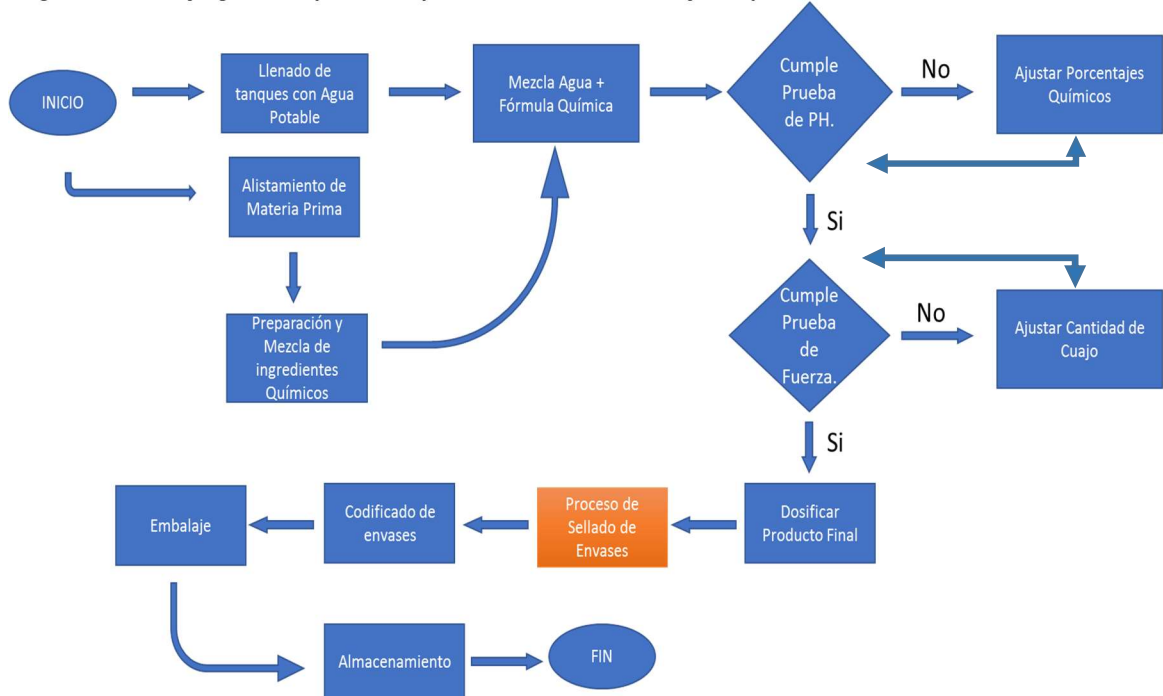 INICIO
Llenado de
tanques con Agua
Potable
Mezcla Agua +
Fórmula Química
Cumple
Prueba
de PH.
No
Ajustar Porcentajes
Químicos
Alistamiento de
Materia Prima
Si
Preparación y
Mezcla de
ingredientes
Químicos
Cumple
Prueba
de
Fuerza.
No
Ajustar Cantidad de
Cuajo
Si
Dosificar
Producto Final
Proceso de
Sellado de
Envases
Codificado de
envases
Embalaje
Almacenamiento
FIN